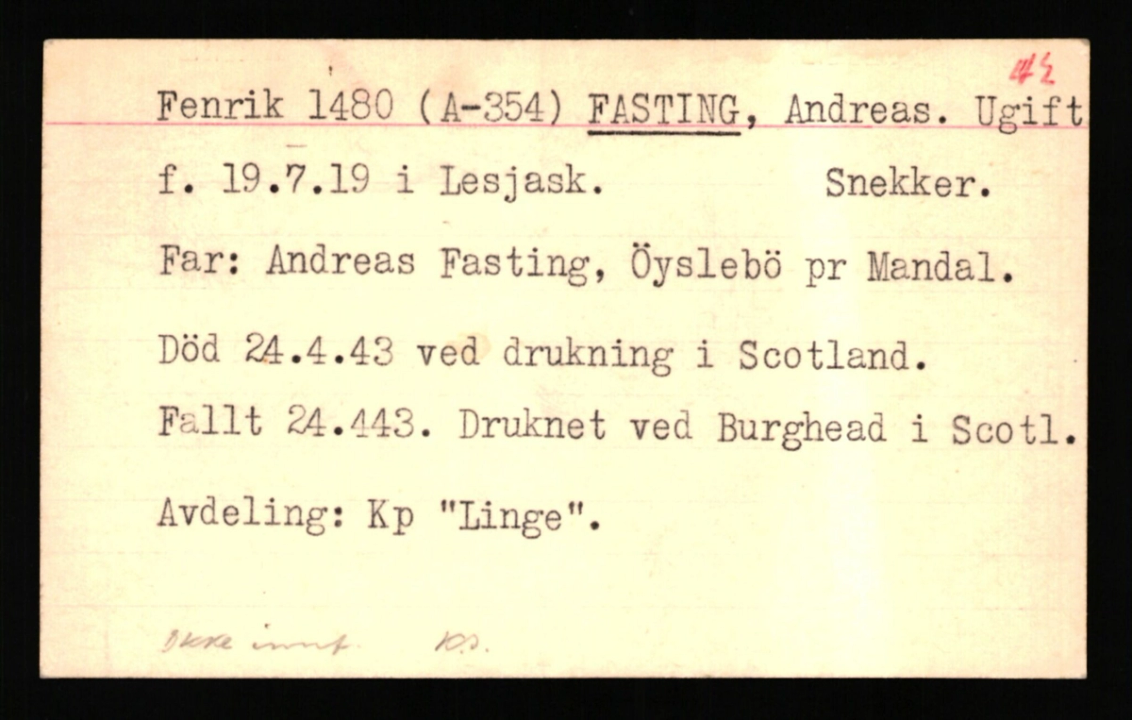 Fenrik 1480 (A-354) FASTING, Andreas. Ugift
f. 19.7.19 i Lesjask. Snekker.
Far: Andreas Fasting, Öyslebö pr Mandal.
Död 24.4.43 ved drukning i Scotland.
Fallt 24.443. Druknet ved Burghead i Scotl.
Avdeling: Kp "Linge".
Ikke